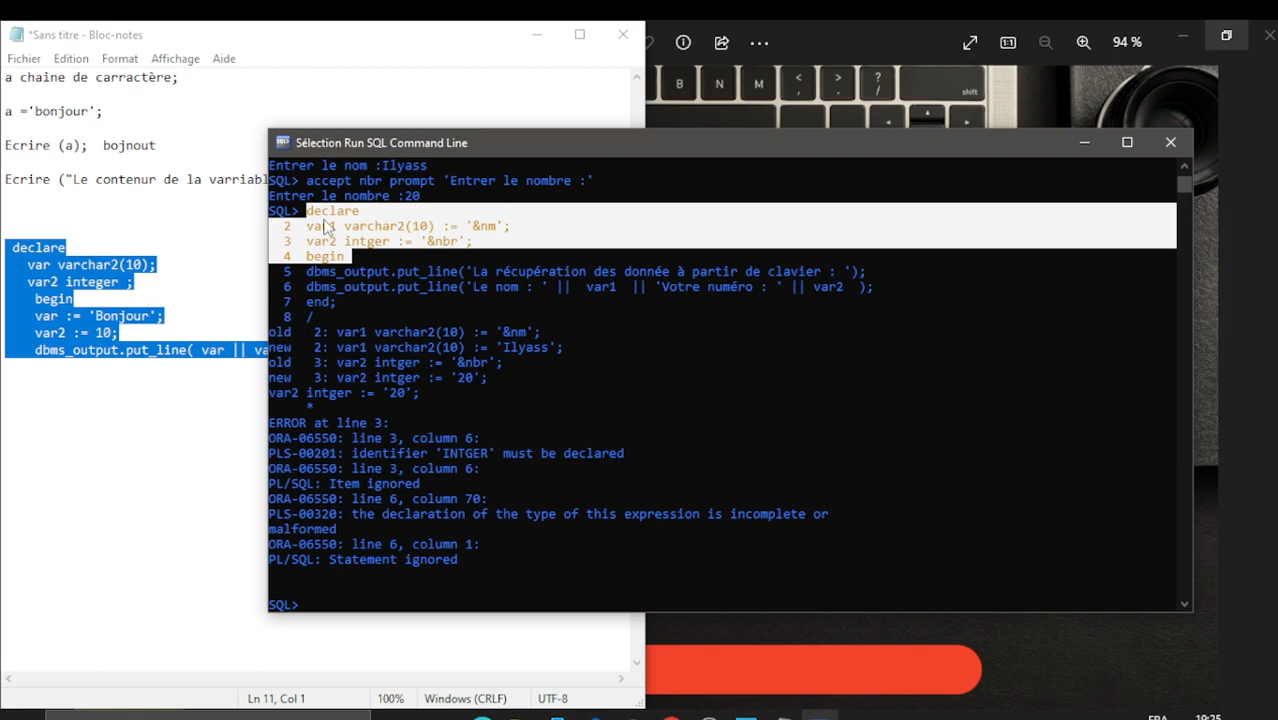 *Sans titre - Bloc-notes
Fichier Edition Format Affichage Aide
a chaine de carractère;
a ='bonjour';
Ecrire (a); bojnout
Ecrire ("Le contenur de la varriabl
declare
var varchar2(10);
var2 integer ;
begin
var := 'Bonjour';
var2 := 10;
dbms_output.put_line( var || va
Ln 11, Col 1 100% Windows (CRLF) UTF-8
94 %
B N M < , > . ? / shift
Sélection Run SQL Command Line
Entrer le nom :Ilyass
SQL> accept nbr prompt 'Entrer le nombre :'
Entrer le nombre :20
SQL> declare
2 var1 varchar2(10) := '&nm';
3 var2 intger := '&nbr';
4 begin
5 dbms_output.put_line('La récupération des donnée à partir de clavier : ');
6 dbms_output.put_line('Le nom : ' || var1 || 'Votre numéro : ' || var2 );
7 end;
8 /
old 2: var1 varchar2(10) := '&nm';
new 2: var1 varchar2(10) := 'Ilyass';
old 3: var2 intger := '&nbr';
new 3: var2 intger := '20';
var2 intger := '20';
*
ERROR at line 3:
ORA-06550: line 3, column 6:
PLS-00201: identifier 'INTGER' must be declared
ORA-06550: line 3, column 6:
PL/SQL: Item ignored
ORA-06550: line 6, column 70:
PLS-00320: the declaration of the type of this expression is incomplete or
malformed
ORA-06550: line 6, column 1:
PL/SQL: Statement ignored
SQL>
FRA 19:25